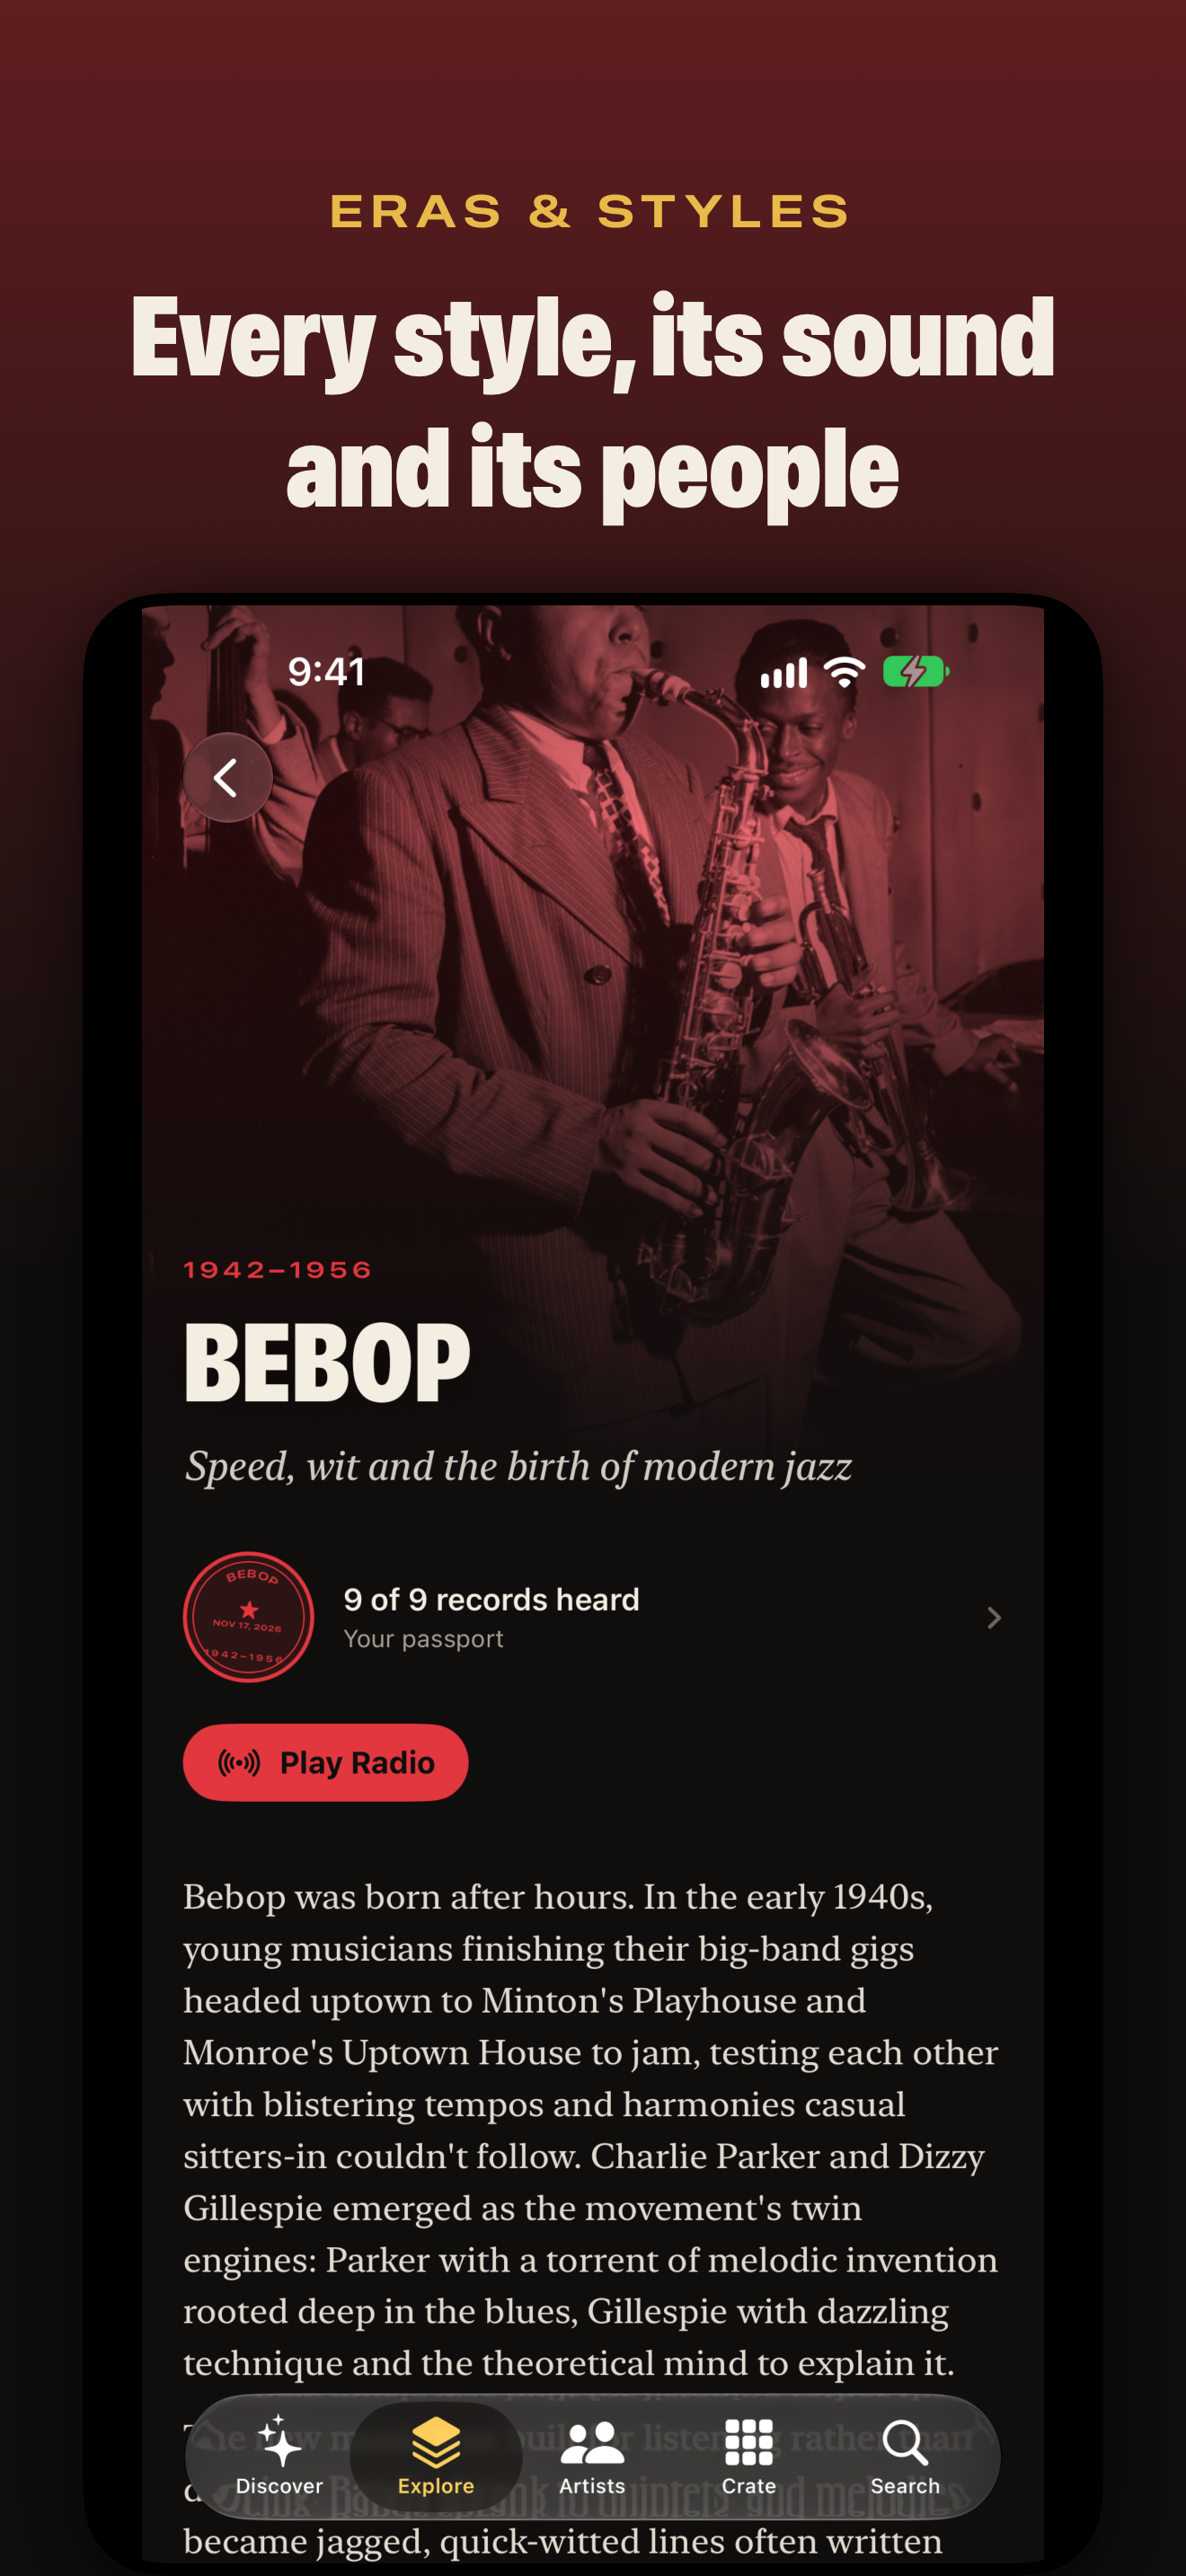 ERAS & STYLES
Every style, its sound
and its people
9:41
1942–1956
BEBOP
Speed, wit and the birth of modern jazz
BEBOP
NOV 17, 2026
1942–1956
9 of 9 records heard
Your passport
Play Radio
Bebop was born after hours. In the early 1940s,
young musicians finishing their big-band gigs
headed uptown to Minton's Playhouse and
Monroe's Uptown House to jam, testing each other
with blistering tempos and harmonies casual
sitters-in couldn't follow. Charlie Parker and Dizzy
Gillespie emerged as the movement's twin
engines: Parker with a torrent of melodic invention
rooted deep in the blues, Gillespie with dazzling
technique and the theoretical mind to explain it.
rather than
Discover
Explore
Artists
Crate
Search
became jagged, quick-witted lines often written